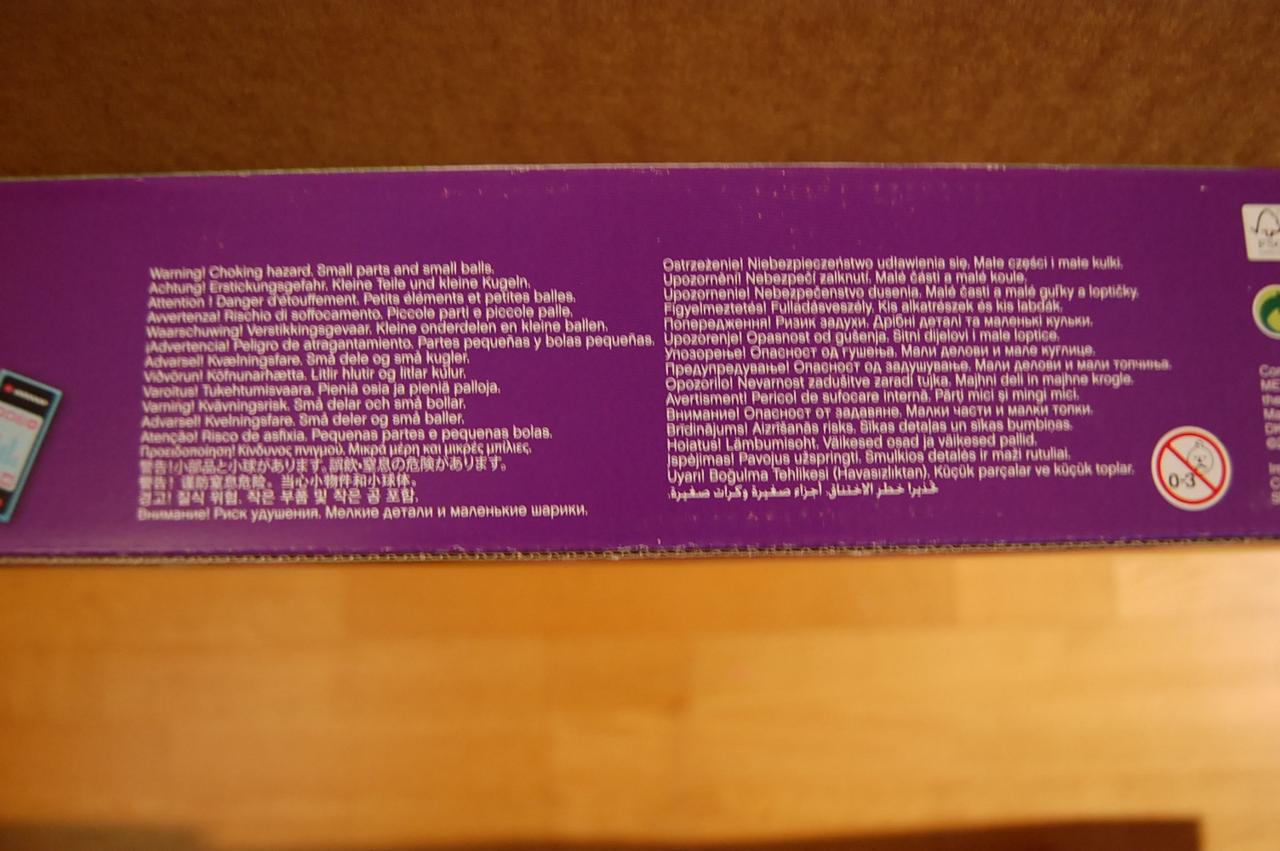 Warning! Choking hazard. Small parts and small balls.
Achtung! Erstickungsgefahr. Kleine Teile und kleine Kugeln.
Attention ! Danger d'étouffement. Petits éléments et petites balles.
Avvertenza! Rischio di soffocamento. Piccole parti e piccole palle.
Waarschuwing! Verstikkingsgevaar. Kleine onderdelen en kleine ballen.
¡Advertencia! Peligro de atragantamiento. Partes pequeñas y bolas pequeñas.
Advarsel! Kvælningsfare. Små dele og små kugler.
Viðvörun! Köfnunarhætta. Litlir hlutir og litlar kúlur.
Varoitus! Tukehtumisvaara. Pieniä osia ja pieniä palloja.
Varning! Kvävningsrisk. Små delar och små bollar.
Advarsel! Kvelningsfare. Små deler og små baller.
Atenção! Risco de asfixia. Pequenas partes e pequenas bolas.
Προειδοποίηση! Κίνδυνος πνιγμού. Μικρά μέρη και μικρές μπίλιες.
警告!小部品と小球があります。誤飲・窒息の危険があります。
警告! 谨防窒息危险。当心小物件和小球体。
경고! 질식 위험. 작은 부품 및 작은 공 포함.
Внимание! Риск удушения. Мелкие детали и маленькие шарики.
Ostrzeżenie! Niebezpieczeństwo udławienia się. Małe części i małe kulki.
Upozornění! Nebezpečí zalknutí. Malé části a malé koule.
Upozornenie! Nebezpečenstvo dusenia. Malé časti a malé guľky a loptičky.
Figyelmeztetés! Fulladásveszély. Kis alkatrészek és kis labdák.
Попередження! Ризик задухи. Дрібні деталі та маленькі кульки.
Upozorenje! Opasnost od gušenja. Sitni dijelovi i male loptice.
Упозорење! Опасност од гушења. Мали делови и мале куглице.
Предупредување! Опасност од задушување. Мали делови и мали топчиња.
Opozorilo! Nevarnost zadušitve zaradi tujka. Majhni deli in majhne krogle.
Avertisment! Pericol de sufocare internă. Părți mici și mingi mici.
Внимание! Опасност от задавяне. Малки части и малки топки.
Brīdinājums! Aizrīšanās risks. Sīkas detaļas un sīkas bumbiņas.
Hoiatus! Lämbumisoht. Väikesed osad ja väikesed pallid.
Įspėjimas! Pavojus užspringti. Smulkios detalės ir maži rutuliai.
Uyarı! Boğulma Tehlikesi (Havasızlıktan). Küçük parçalar ve küçük toplar.
تحذير! خطر الاختناق. أجزاء صغيرة وكرات صغيرة.
0-3